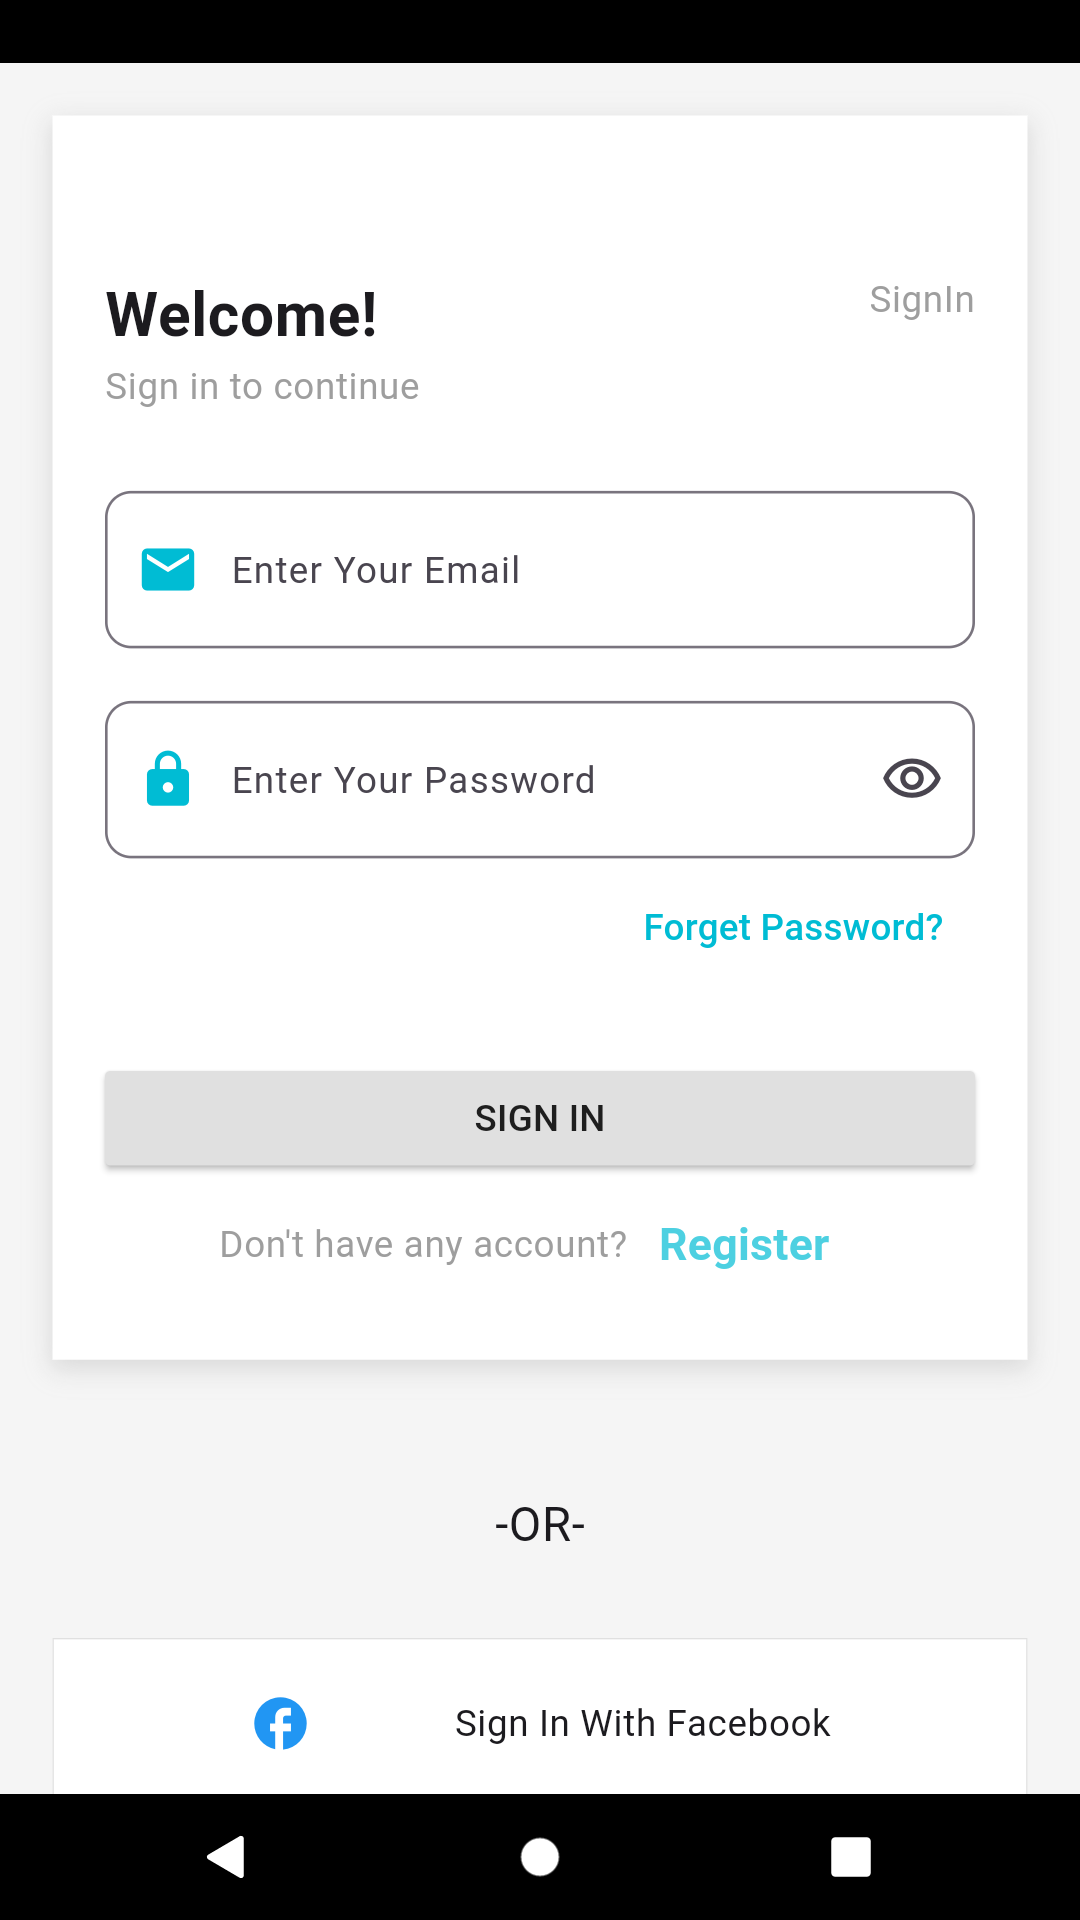 Welcome!
SignIn
Sign in to continue
Enter Your Email
Enter Your Password
Forget Password?
SIGN IN
Don't have any account? Register
-OR-
Sign In With Facebook